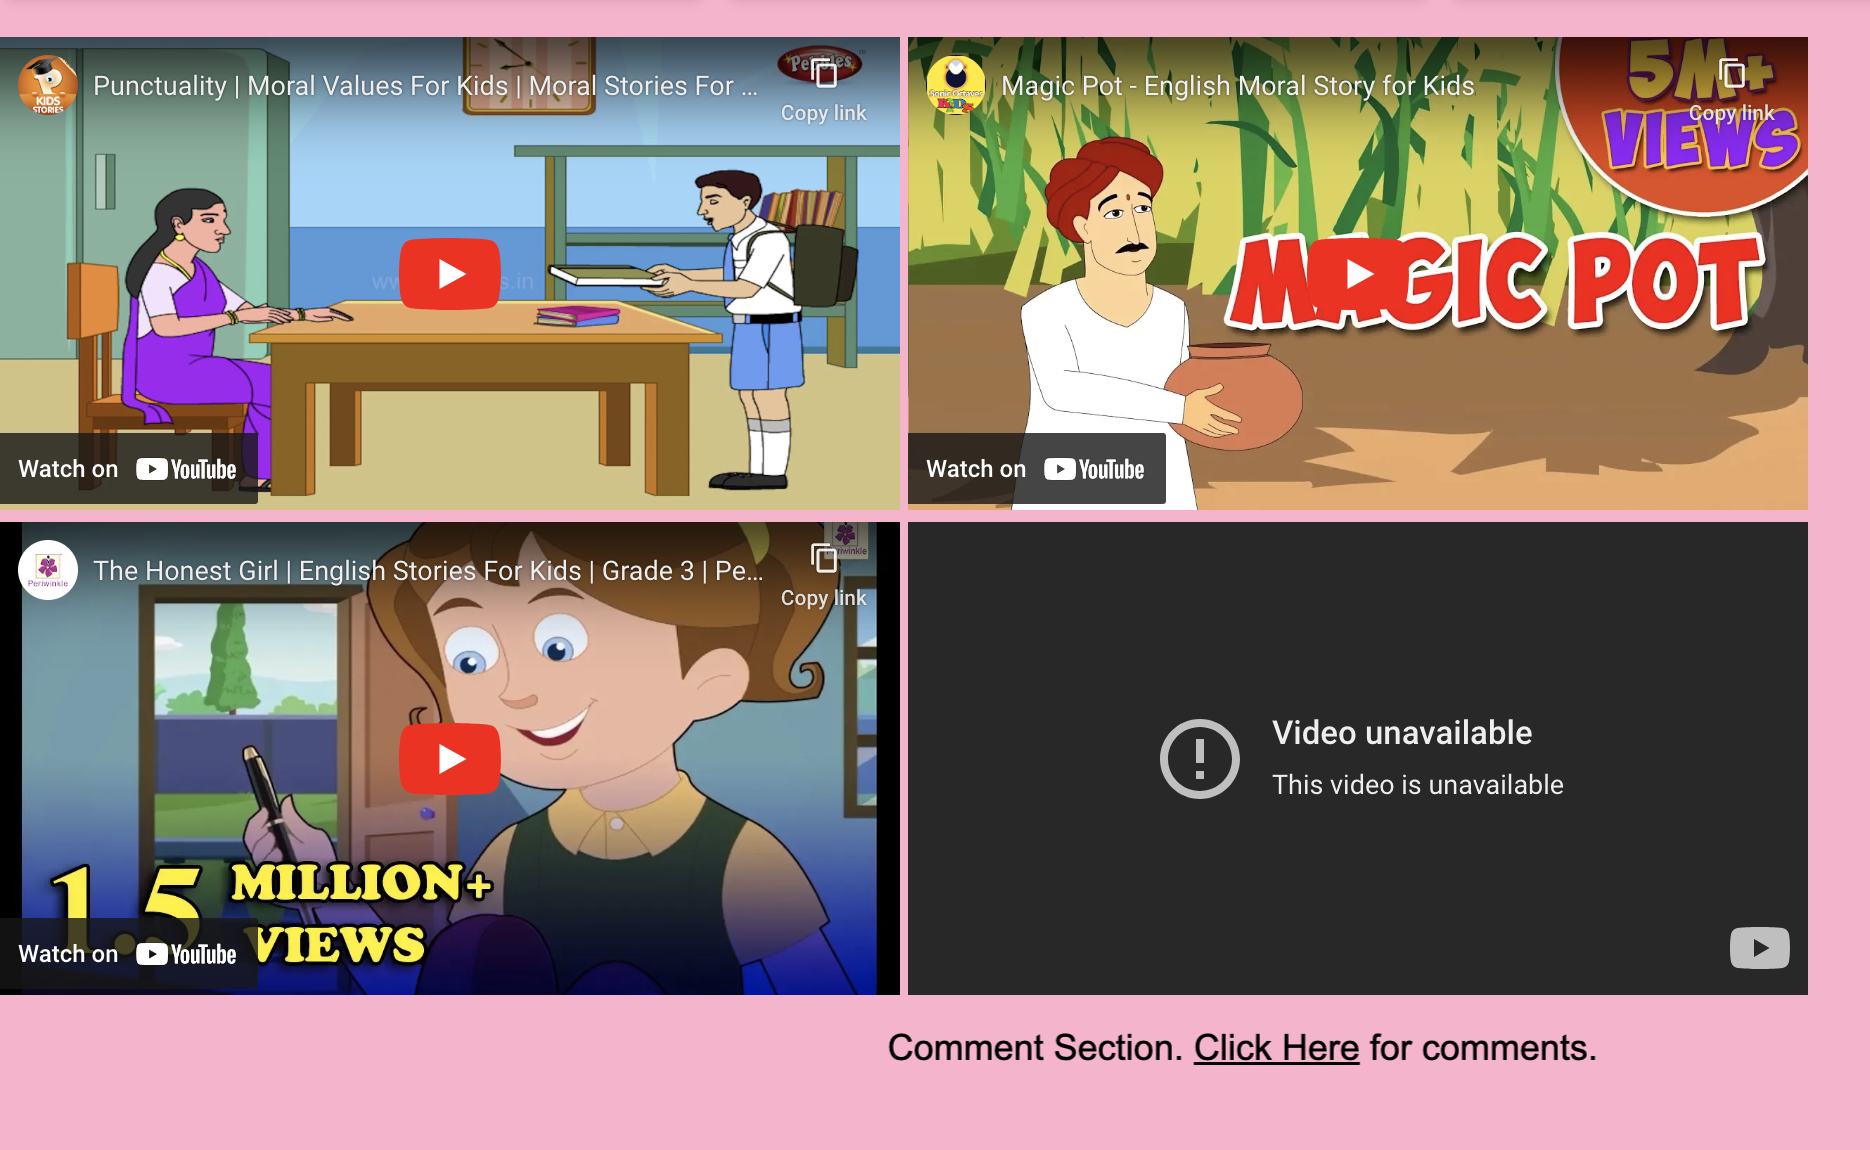 Punctuality | Moral Values For Kids | Moral Stories For ...
KIDS
STORIES
Pebbles
Copy link
Watch on YouTube
Magic Pot - English Moral Story for Kids
Sonic Octaves
KIDS
5M+
VIEWS
Copy link
MAGIC POT
Watch on YouTube
The Honest Girl | English Stories For Kids | Grade 3 | Pe...
Periwinkle
Copy link
1.5 MILLION+
VIEWS
Watch on YouTube
Video unavailable
This video is unavailable
Comment Section. Click Here for comments.